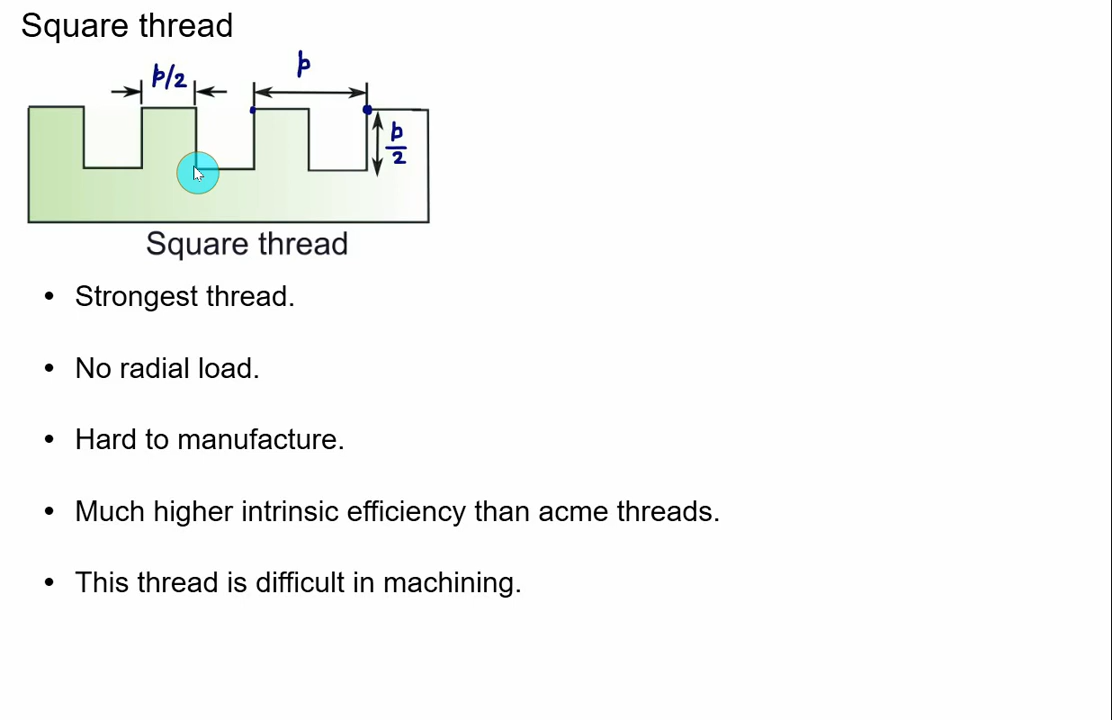 Square thread
p/2
p
p
2
Square thread
• Strongest thread.
• No radial load.
• Hard to manufacture.
• Much higher intrinsic efficiency than acme threads.
• This thread is difficult in machining.